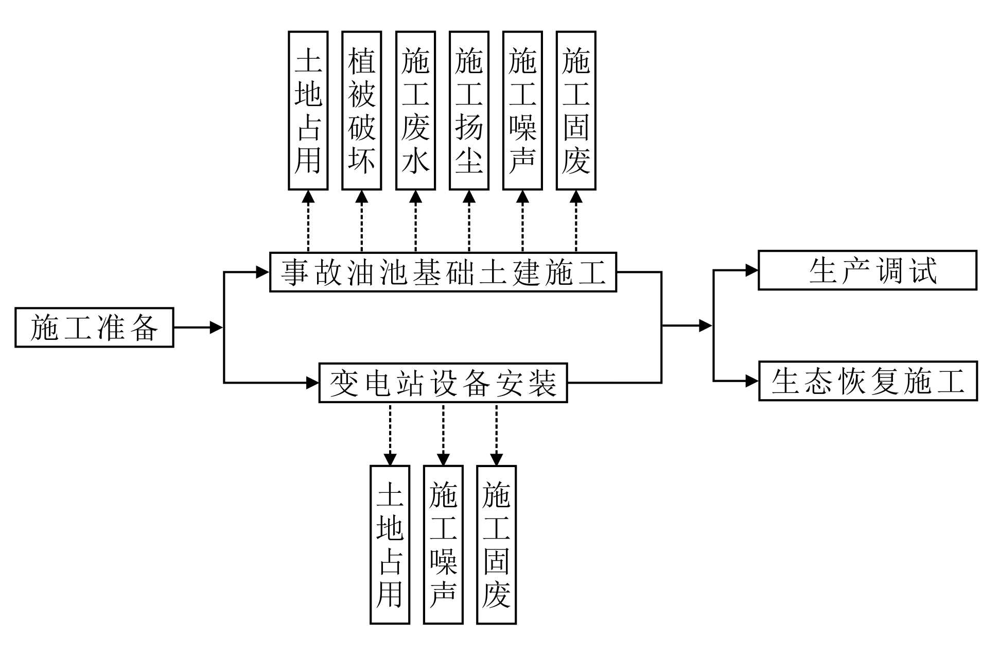 土地占用
植被破坏
施工废水
施工扬尘
施工噪声
施工固废
事故油池基础土建施工
生产调试
施工准备
变电站设备安装
生态恢复施工
土地占用
施工噪声
施工固废